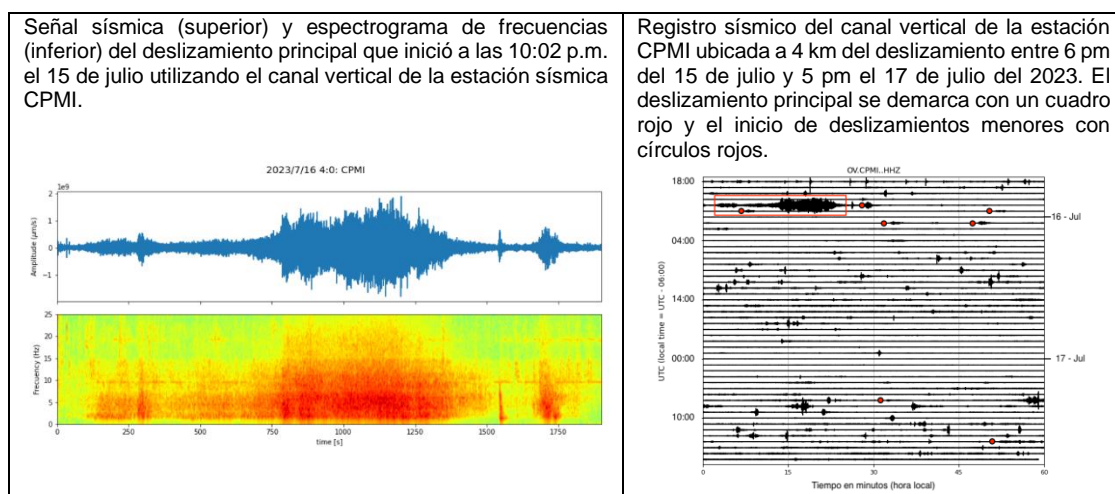 Señal sísmica (superior) y espectrograma de frecuencias
(inferior) del deslizamiento principal que inició a las 10:02 p.m.
el 15 de julio utilizando el canal vertical de la estación sísmica
CPMI.
2023/7/16 4:0: CPMI
1e9
2
1
0
−1
Amplitude (μm/s)
25
20
15
10
5
0
Frecuency (Hz)
0 250 500 750 1000 1250 1500 1750
time [s]
Registro sísmico del canal vertical de la estación
CPMI ubicada a 4 km del deslizamiento entre 6 pm
del 15 de julio y 5 pm el 17 de julio del 2023. El
deslizamiento principal se demarca con un cuadro
rojo y el inicio de deslizamientos menores con
círculos rojos.
OV.CPMI..HHZ
18:00
16 - Jul
04:00
14:00
00:00
17 - Jul
10:00
UTC (local time = UTC - 06:00)
0 15 30 45 60
Tiempo en minutos (hora local)